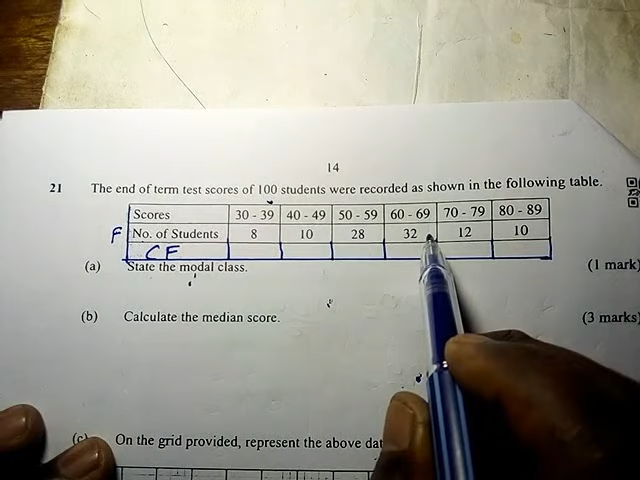 14
21 The end of term test scores of 100 students were recorded as shown in the following table.
Scores 30 - 39 40 - 49 50 - 59 60 - 69 70 - 79 80 - 89
F No. of Students 8 10 28 32 12 10
CF
(a) State the modal class. (1 mark)
(b) Calculate the median score. (3 marks)
(c) On the grid provided, represent the above